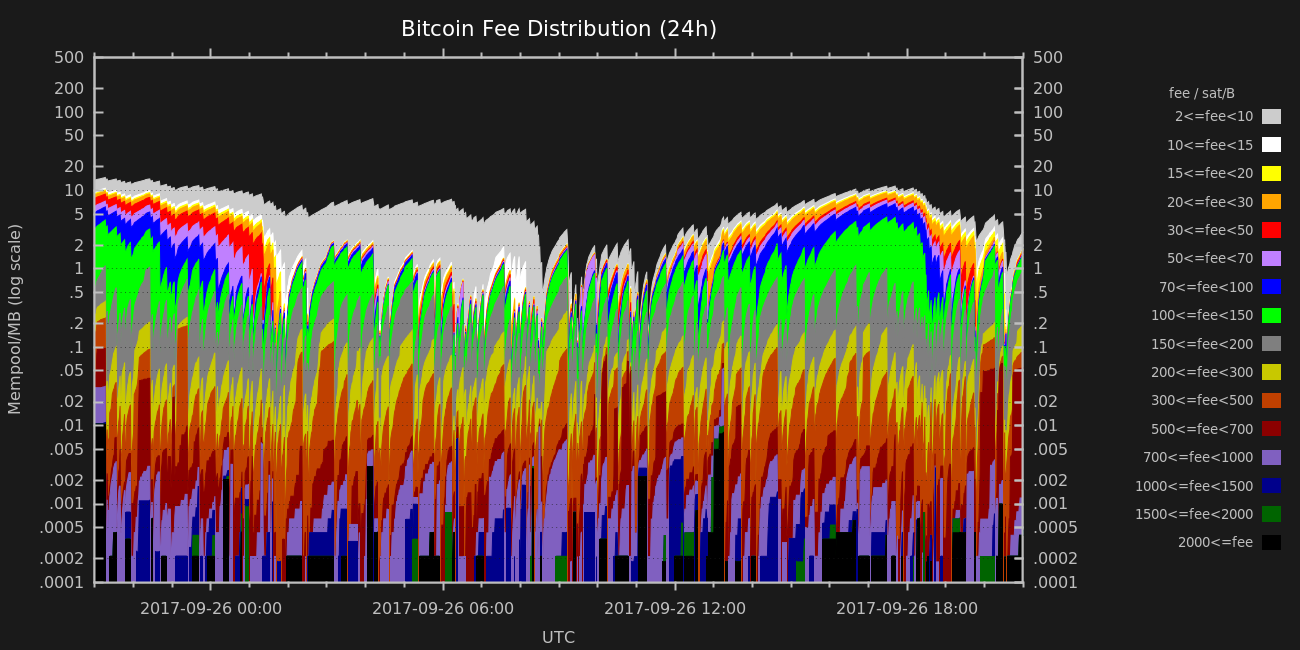 Bitcoin Fee Distribution (24h)
500
200
100
50
20
10
5
2
1
.5
.2
.1
.05
.02
.01
.005
.002
.001
.0005
.0002
.0001
Mempool/MB (log scale)
500
200
100
50
20
10
5
2
1
.5
.2
.1
.05
.02
.01
.005
.002
.001
.0005
.0002
.0001
2017-09-26 00:00
2017-09-26 06:00
2017-09-26 12:00
2017-09-26 18:00
UTC
fee / sat/B
2<=fee<10
10<=fee<15
15<=fee<20
20<=fee<30
30<=fee<50
50<=fee<70
70<=fee<100
100<=fee<150
150<=fee<200
200<=fee<300
300<=fee<500
500<=fee<700
700<=fee<1000
1000<=fee<1500
1500<=fee<2000
2000<=fee